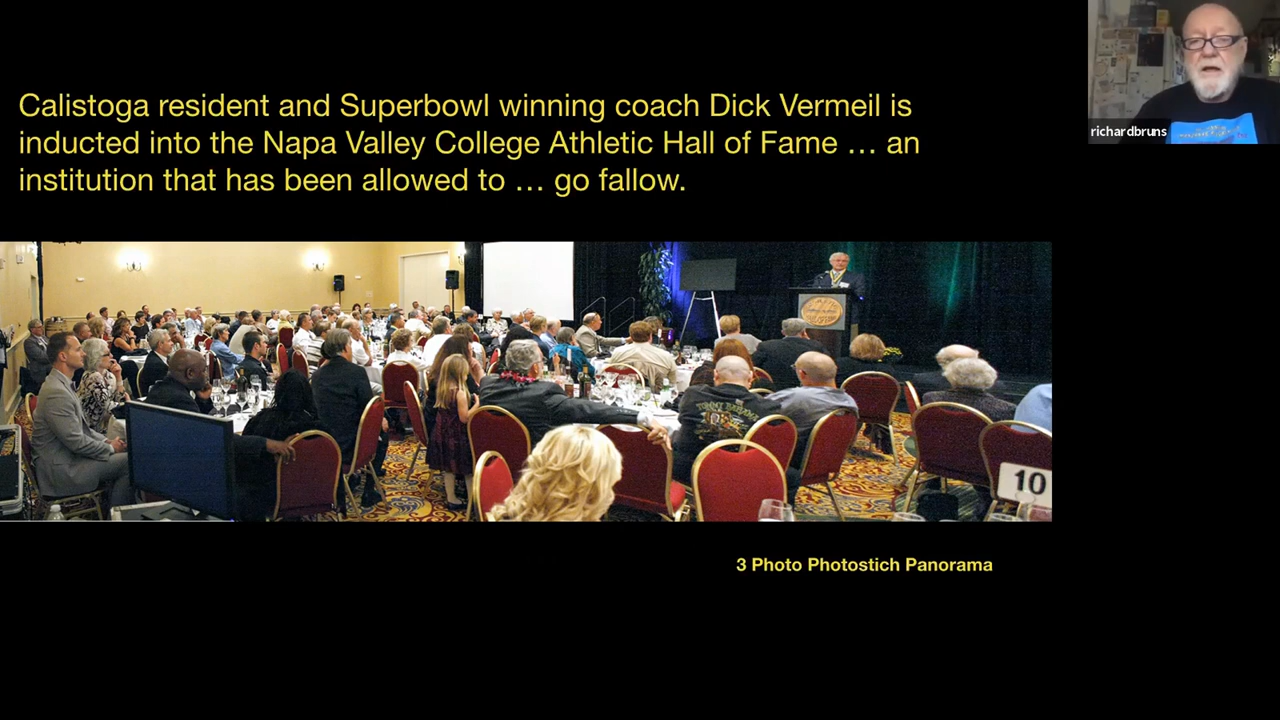 Calistoga resident and Superbowl winning coach Dick Vermeil is
inducted into the Napa Valley College Athletic Hall of Fame … an
institution that has been allowed to … go fallow.
richardbruns
10
3 Photo Photostich Panorama